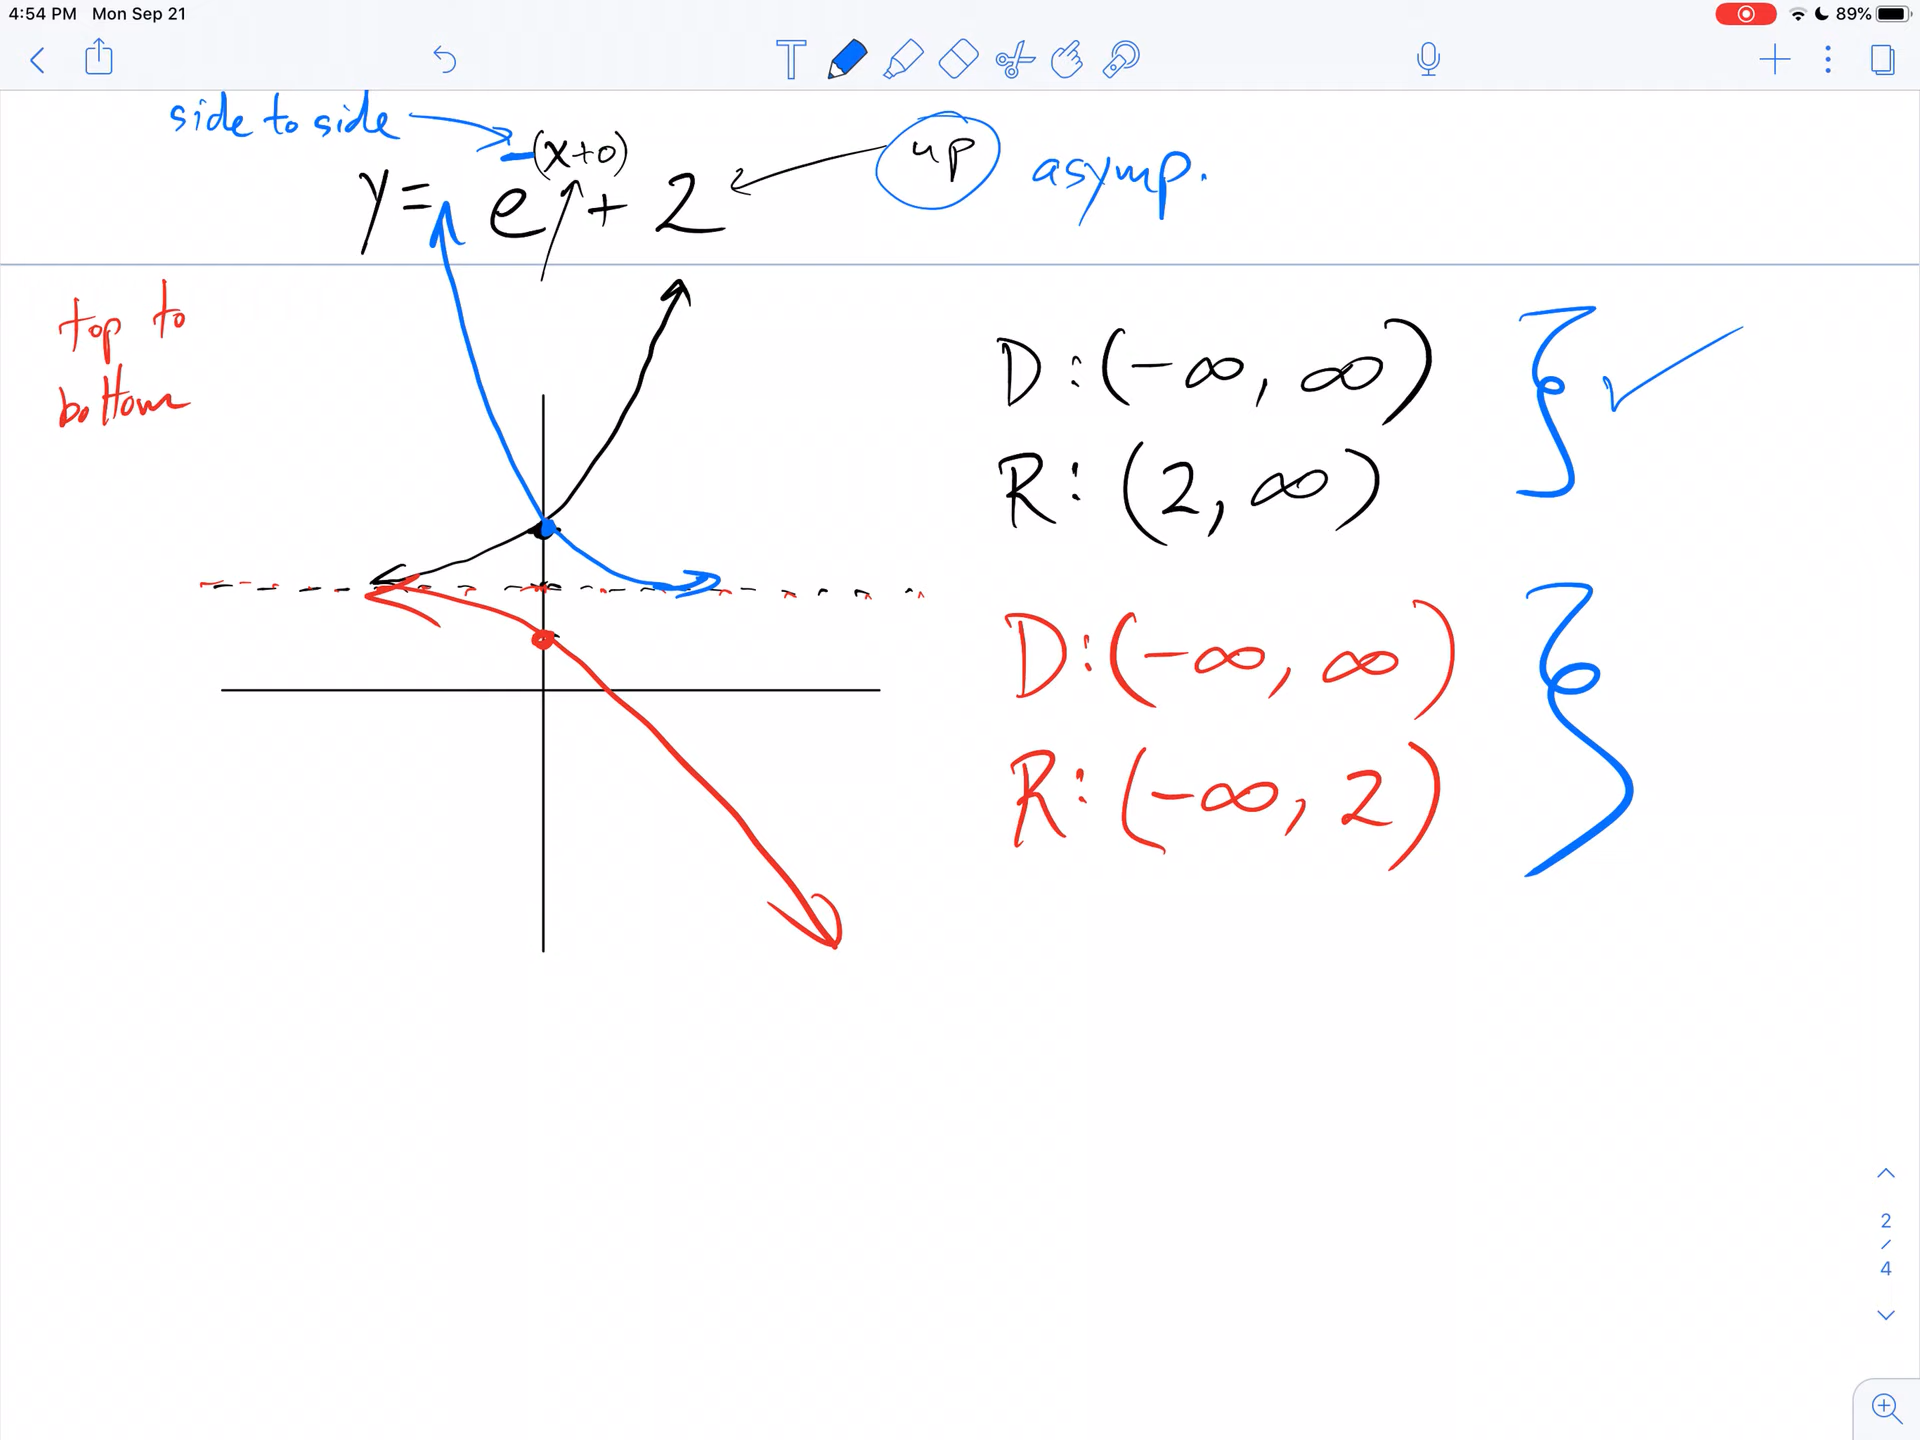 4:54 PM Mon Sep 21 89%
T
side to side
y = e^-(x+0) + 2 up asymp.
top to
bottom
D: (-∞, ∞)
R: (2, ∞)
D: (-∞, ∞)
R: (-∞, 2)
2
/
4